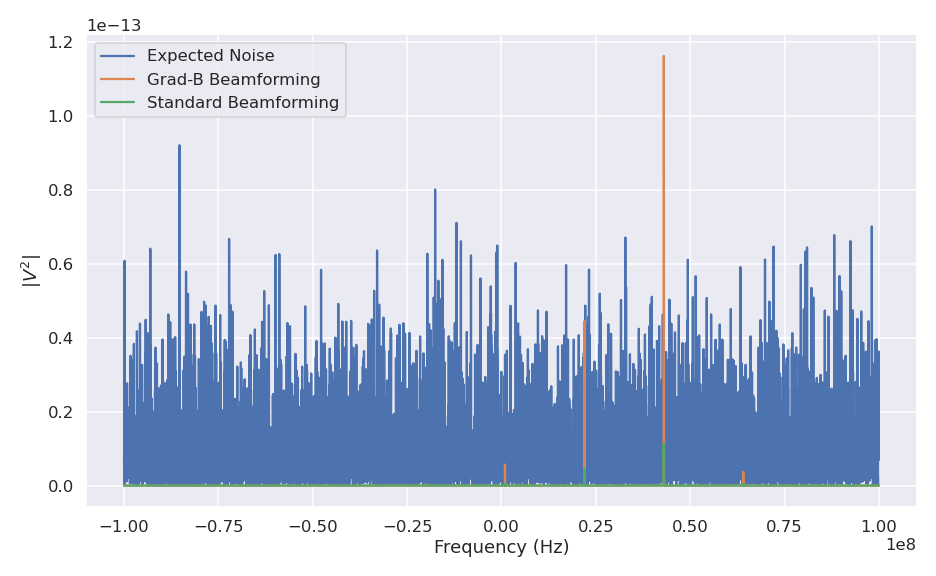 1e−13
1.2
1.0
0.8
0.6
0.4
0.2
0.0
|V²|
Expected Noise
Grad-B Beamforming
Standard Beamforming
−1.00 −0.75 −0.50 −0.25 0.00 0.25 0.50 0.75 1.00
1e8
Frequency (Hz)